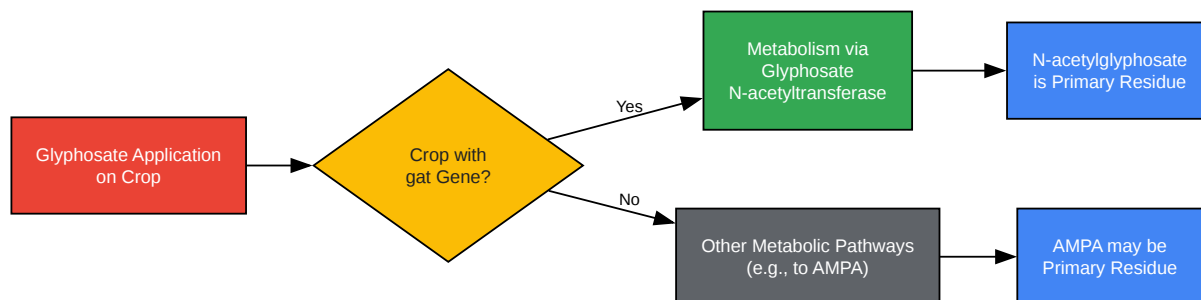 Glyphosate Application
on Crop
Crop with
gat Gene?
Yes
Metabolism via
Glyphosate
N-acetyltransferase
N-acetylglyphosate
is Primary Residue
No
Other Metabolic Pathways
(e.g., to AMPA)
AMPA may be
Primary Residue